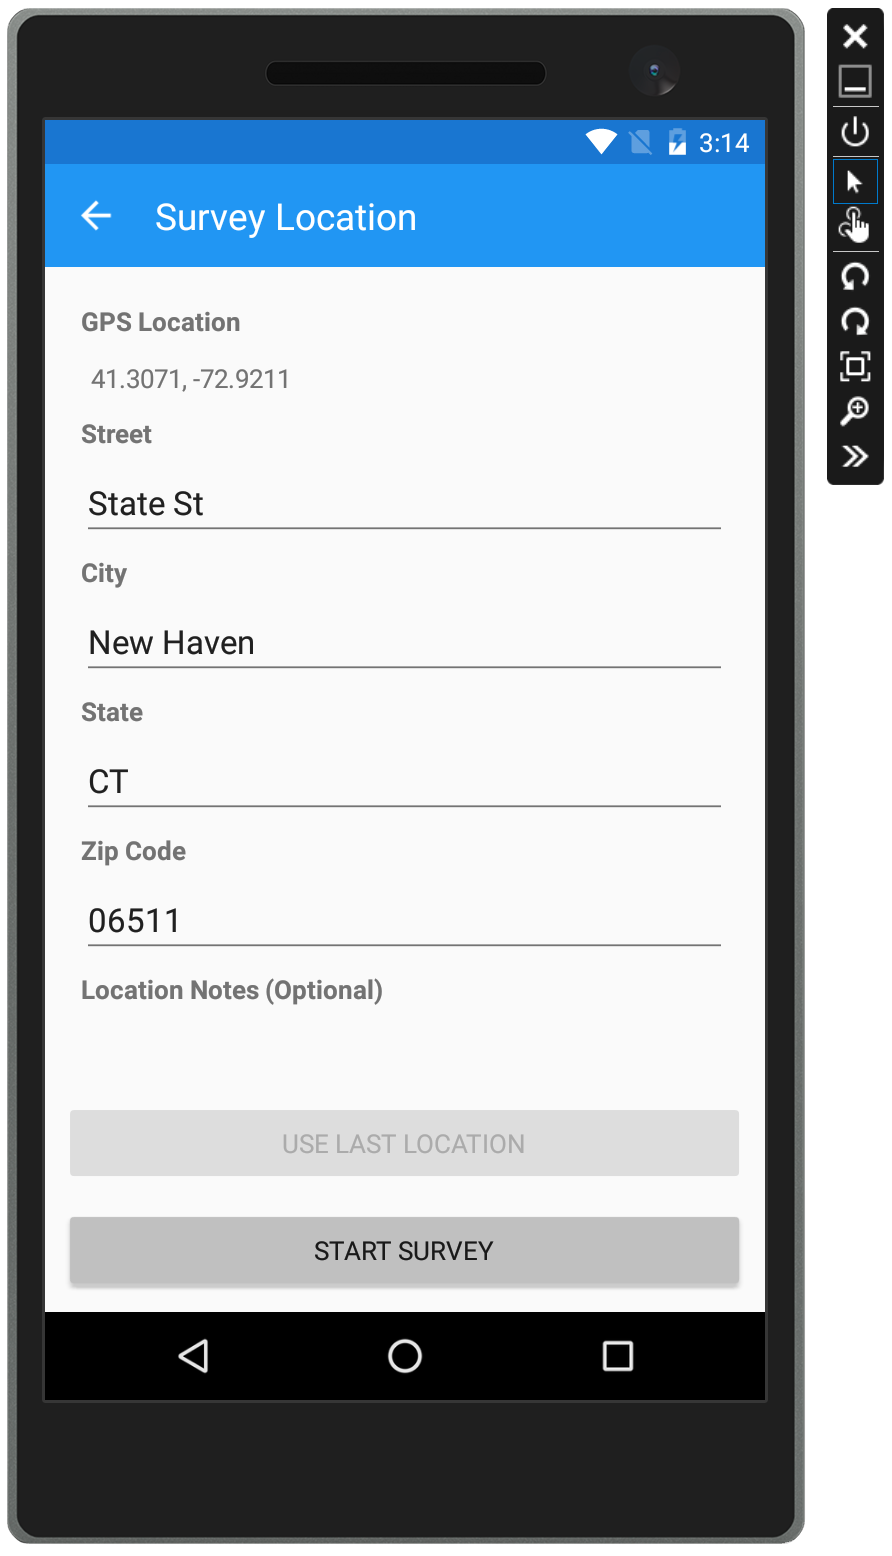 3:14
Survey Location
GPS Location
41.3071, -72.9211
Street
State St
City
New Haven
State
CT
Zip Code
06511
Location Notes (Optional)
USE LAST LOCATION
START SURVEY